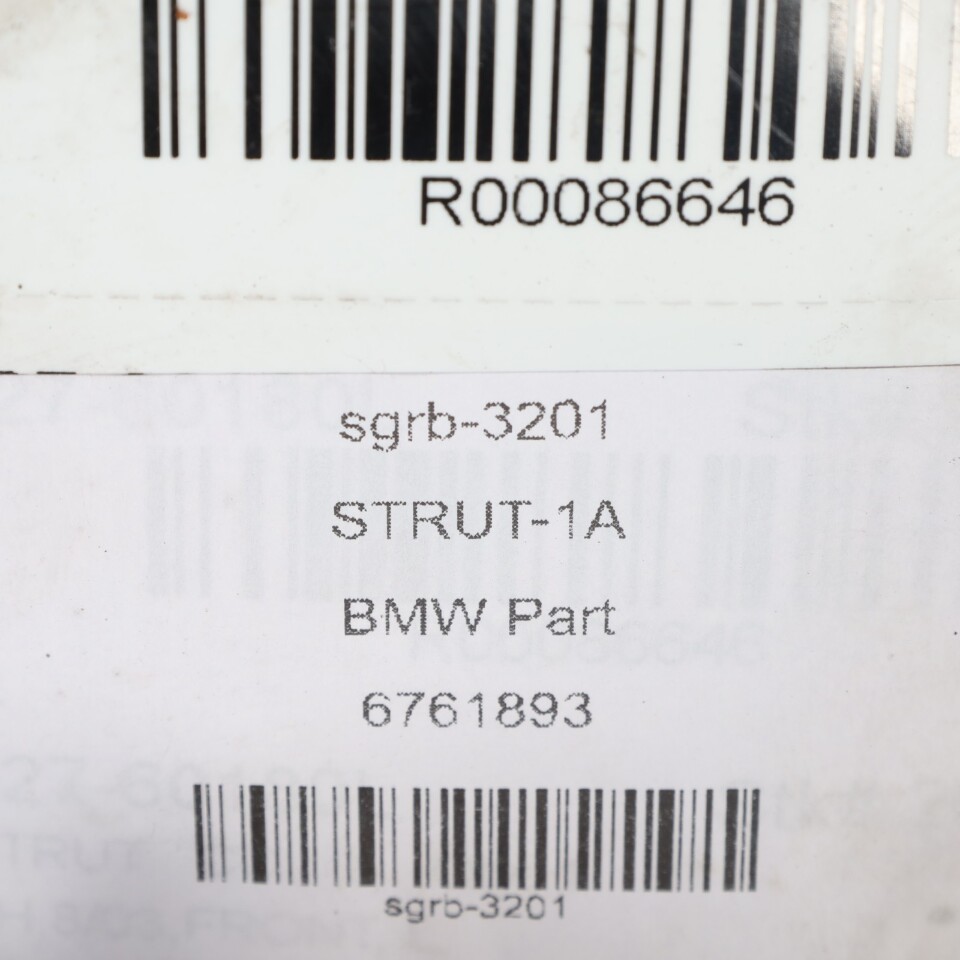 R00086646
sgrb-3201
STRUT-1A
BMW Part
6761893
sgrb-3201